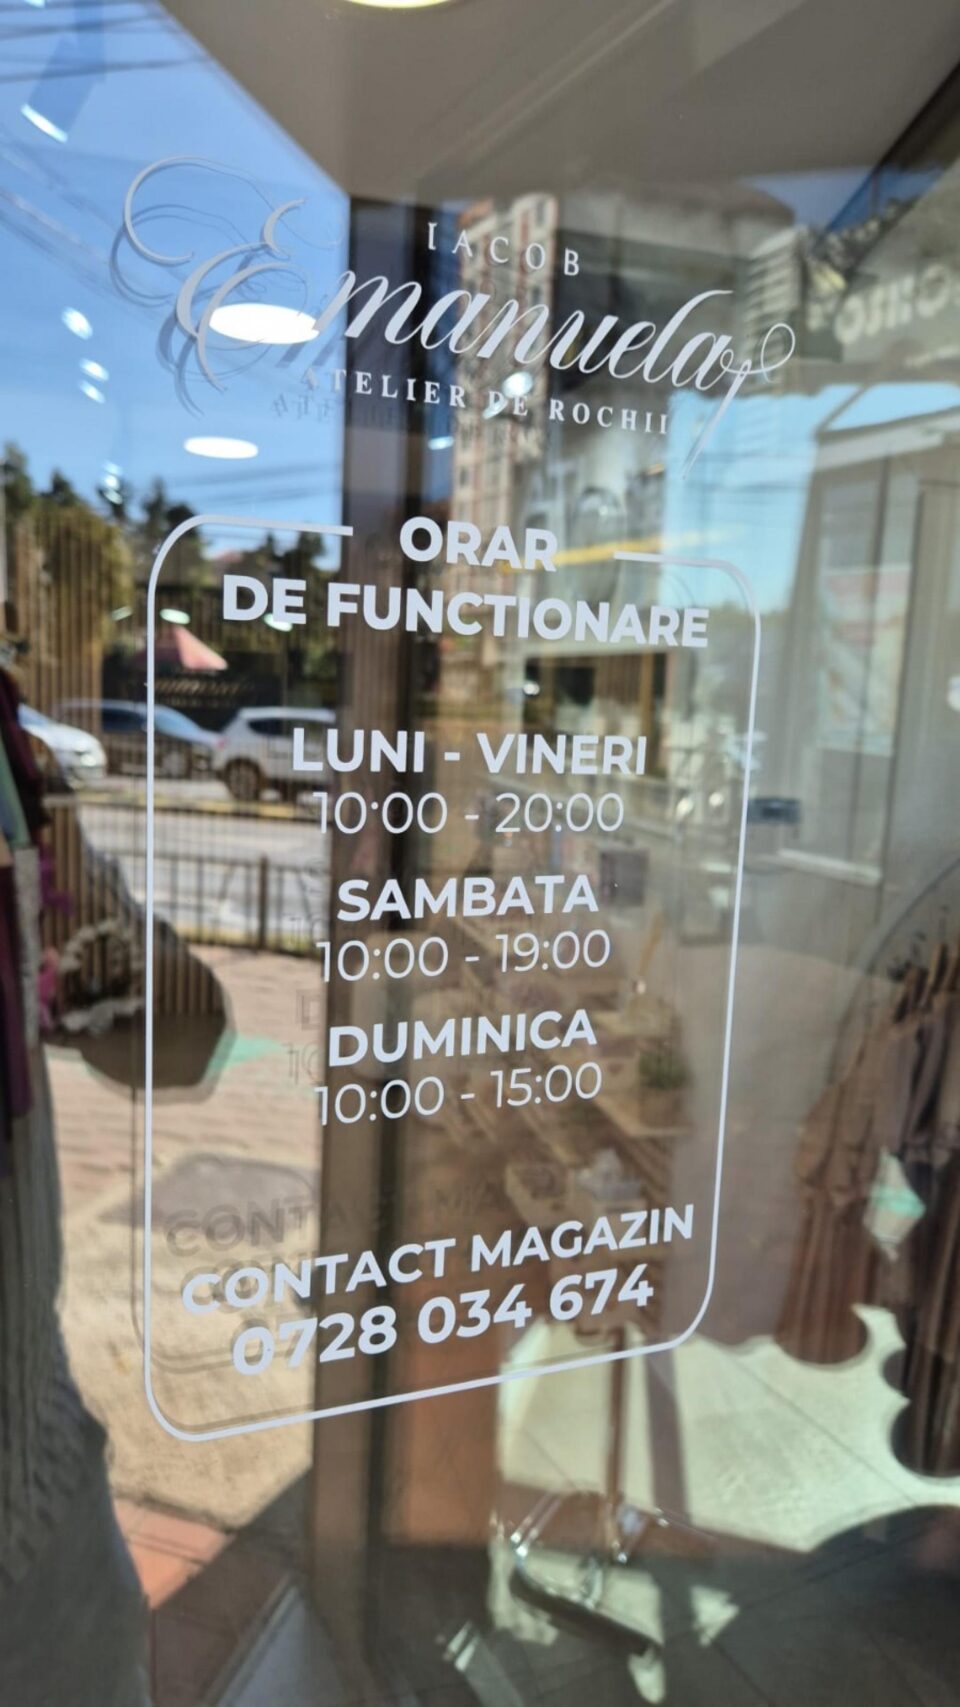 IACOB
Emanuela
ATELIER DE ROCHII
ORAR
DE FUNCTIONARE
LUNI - VINERI
10:00 - 20:00
SAMBATA
10:00 - 19:00
DUMINICA
10:00 - 15:00
CONTACT MAGAZIN
0728 034 674